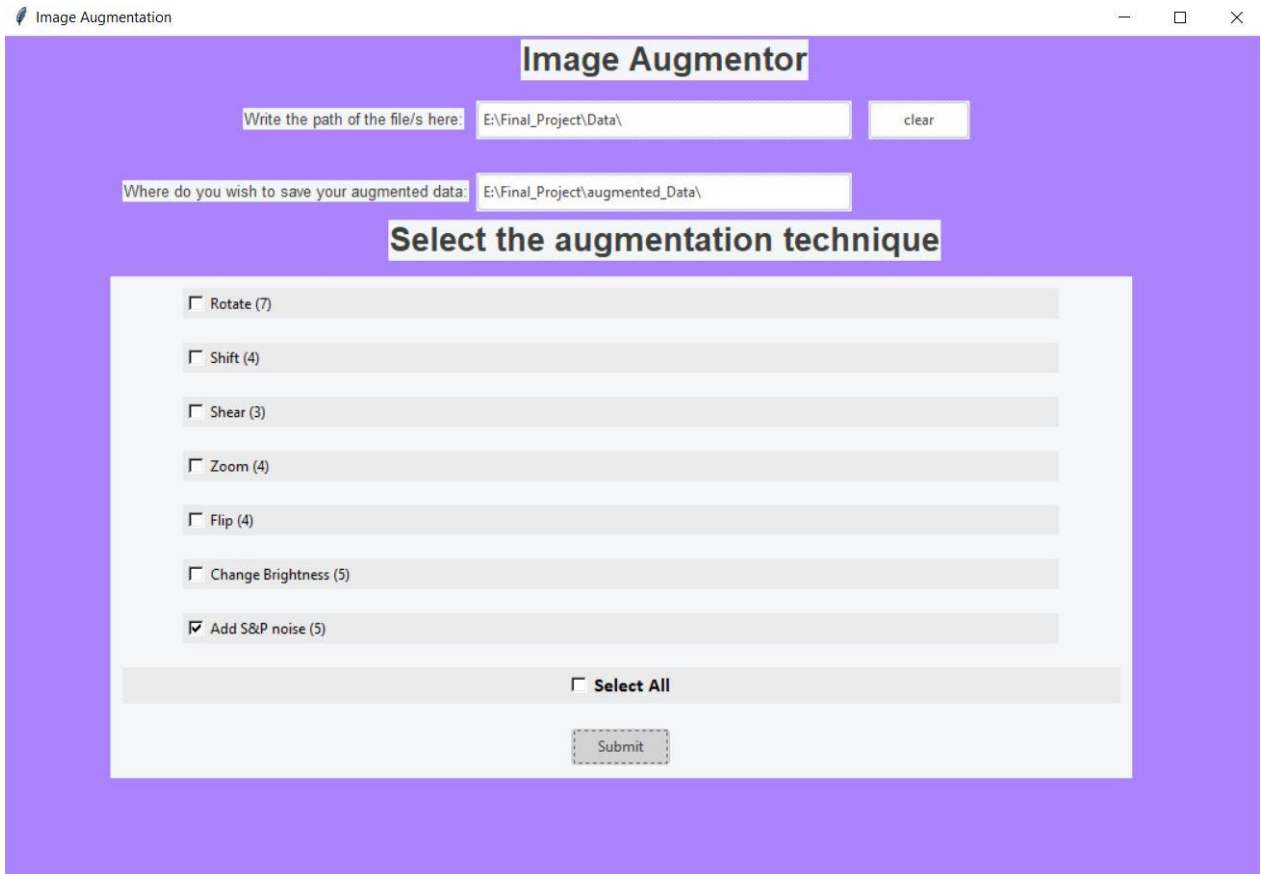 Image Augmentation
Image Augmentor
Write the path of the file/s here: E:\Final_Project\Data\ clear
Where do you wish to save your augmented data: E:\Final_Project\augmented_Data\
Select the augmentation technique
Rotate (7)
Shift (4)
Shear (3)
Zoom (4)
Flip (4)
Change Brightness (5)
Add S&P noise (5)
Select All
Submit